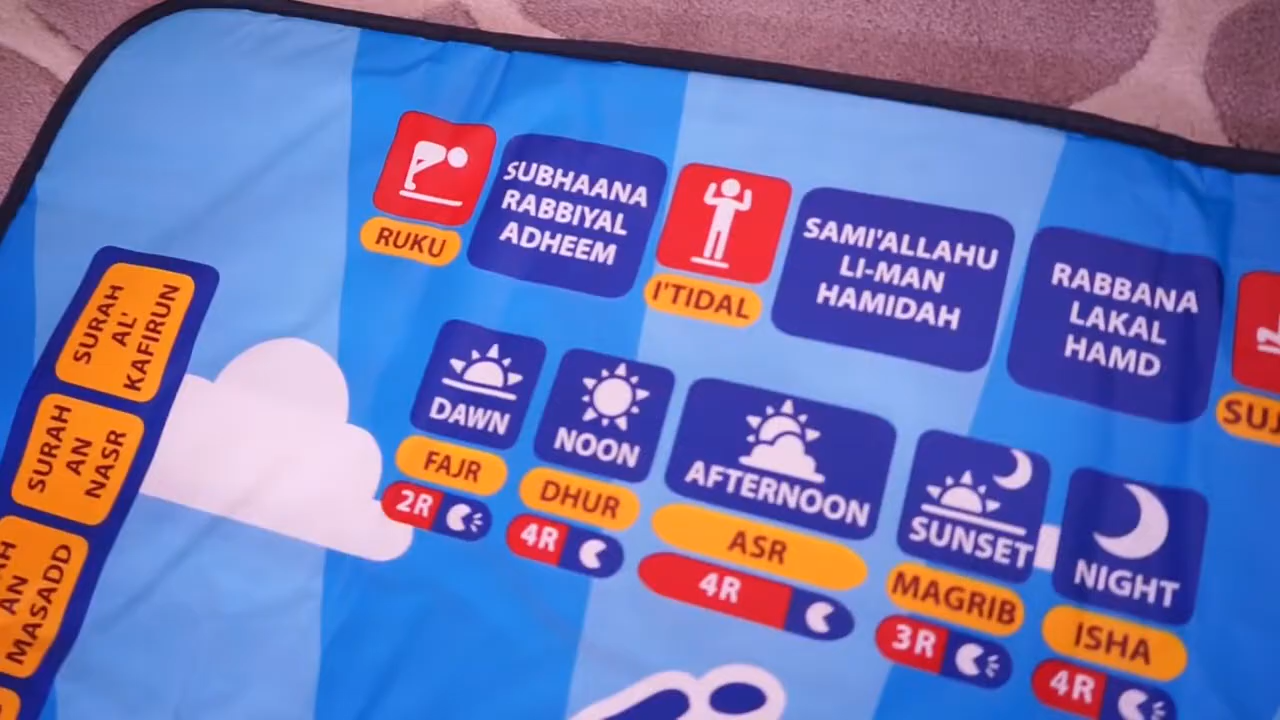 RUKU
SUBHAANA
RABBIYAL
ADHEEM
I'TIDAL
SAMI'ALLAHU
LI-MAN
HAMIDAH
RABBANA
LAKAL
HAMD
SURAH
AL'
KAFIRUN
SURAH
AN
NASR
AN
MASADD
DAWN
FAJR
2R
NOON
DHUR
4R
AFTERNOON
ASR
4R
SUNSET
MAGRIB
3R
NIGHT
ISHA
4R